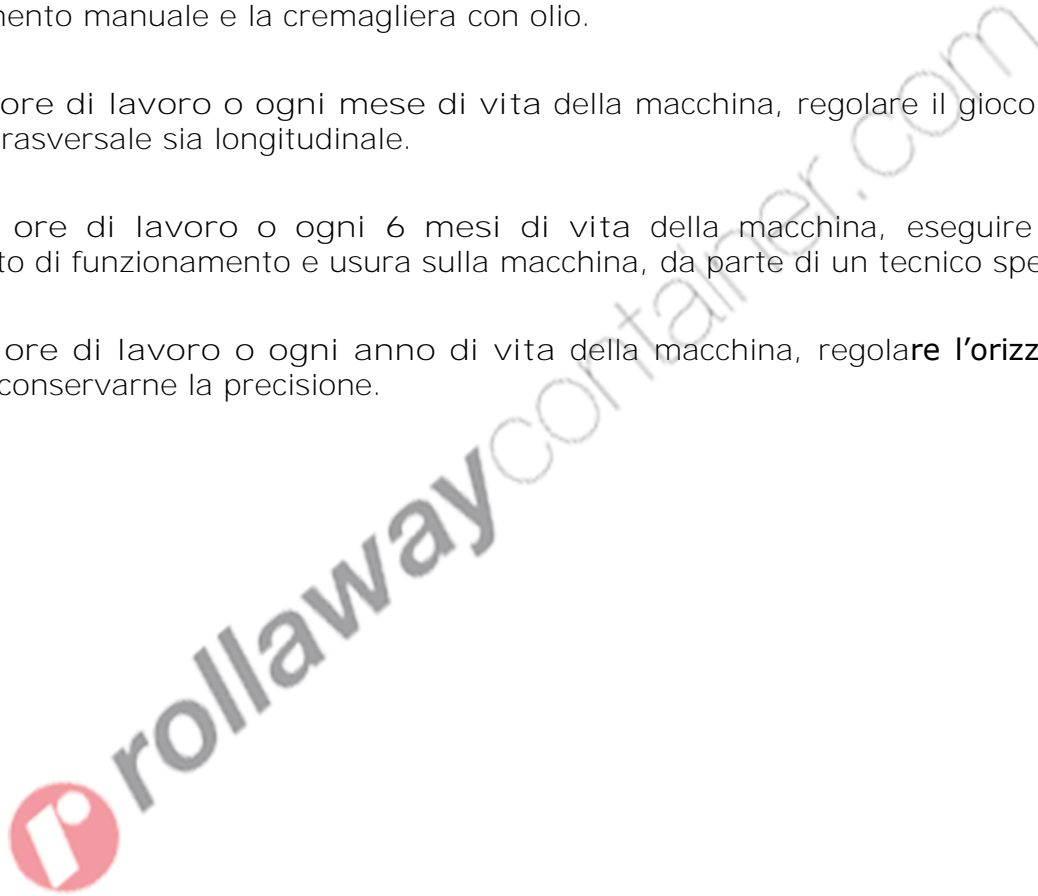 mento manuale e la cremagliera con olio.
ore di lavoro o ogni mese di vita della macchina, regolare il gioco
rasversale sia longitudinale.
ore di lavoro o ogni 6 mesi di vita della macchina, eseguire
to di funzionamento e usura sulla macchina, da parte di un tecnico spe
ore di lavoro o ogni anno di vita della macchina, regolare l'orizz
conservarne la precisione.
rollawaycontainer.com